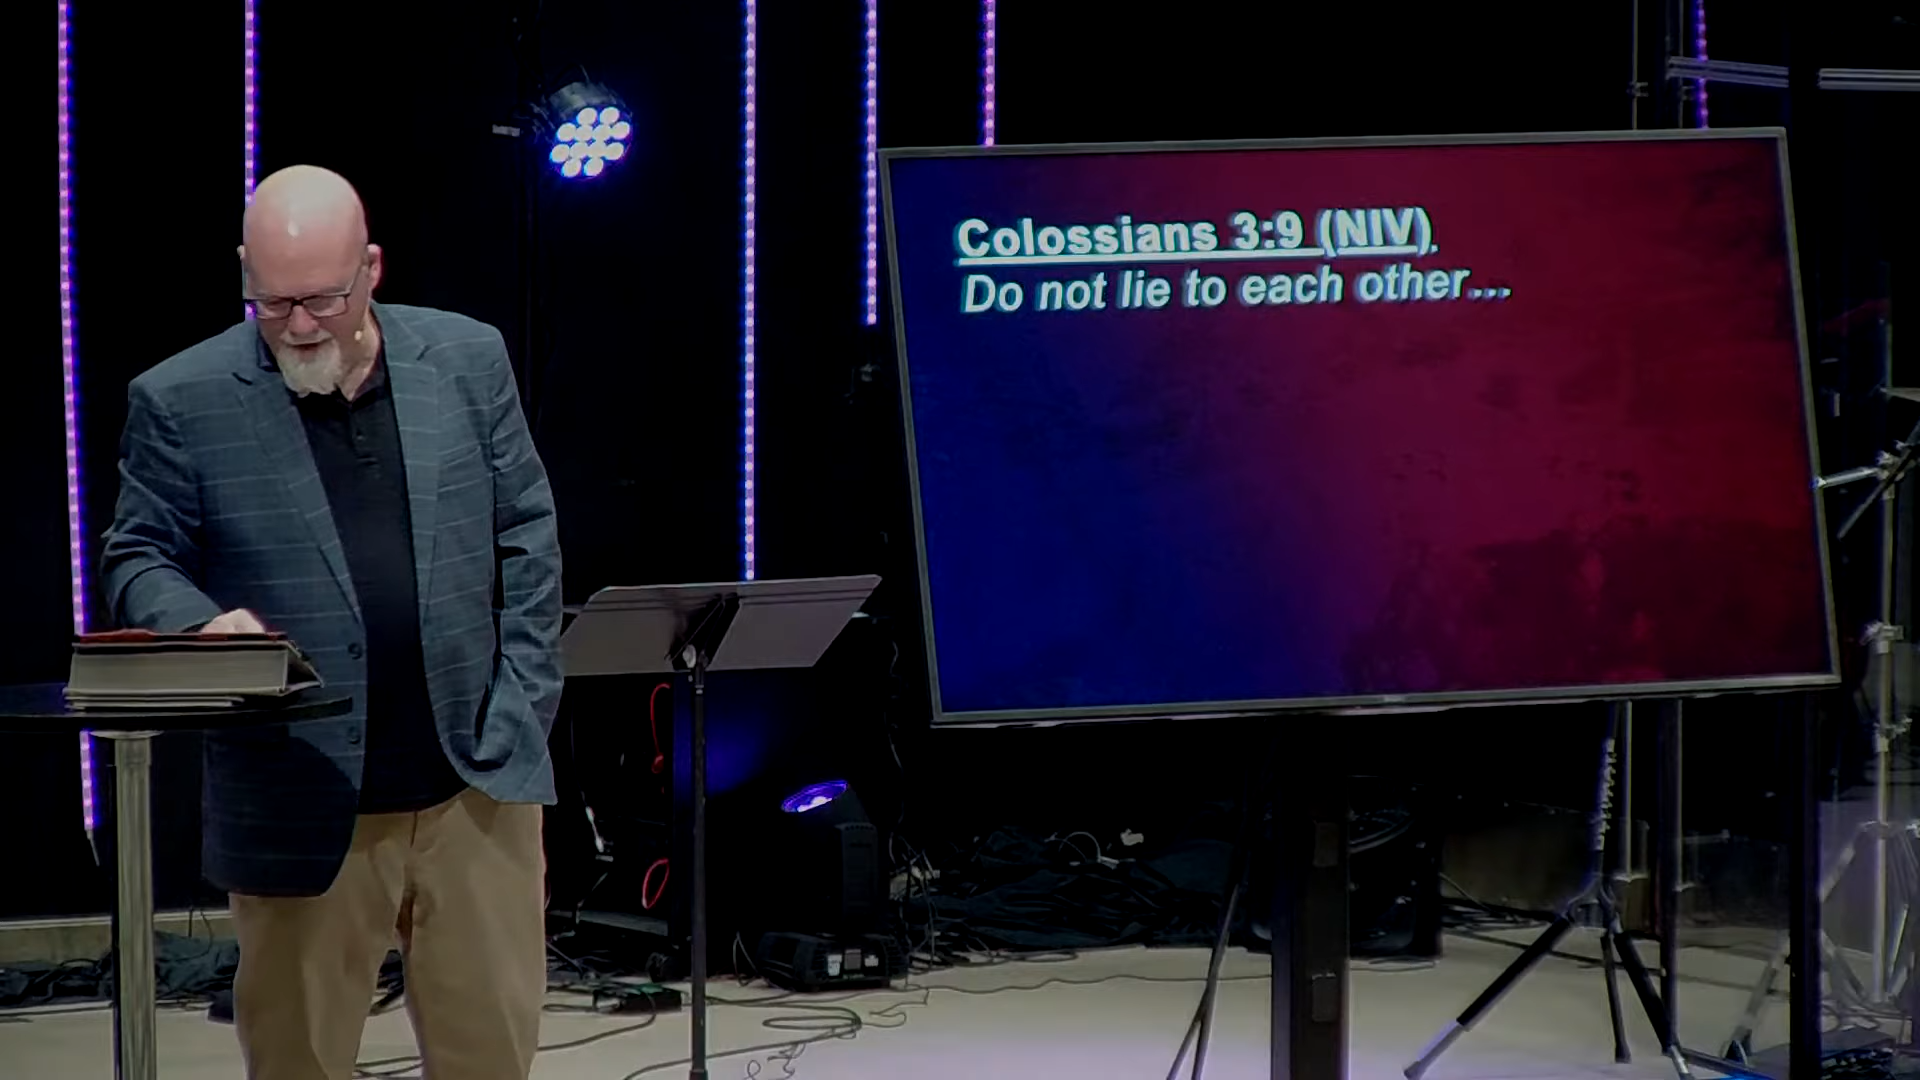 Colossians 3:9 (NIV)
Do not lie to each other…